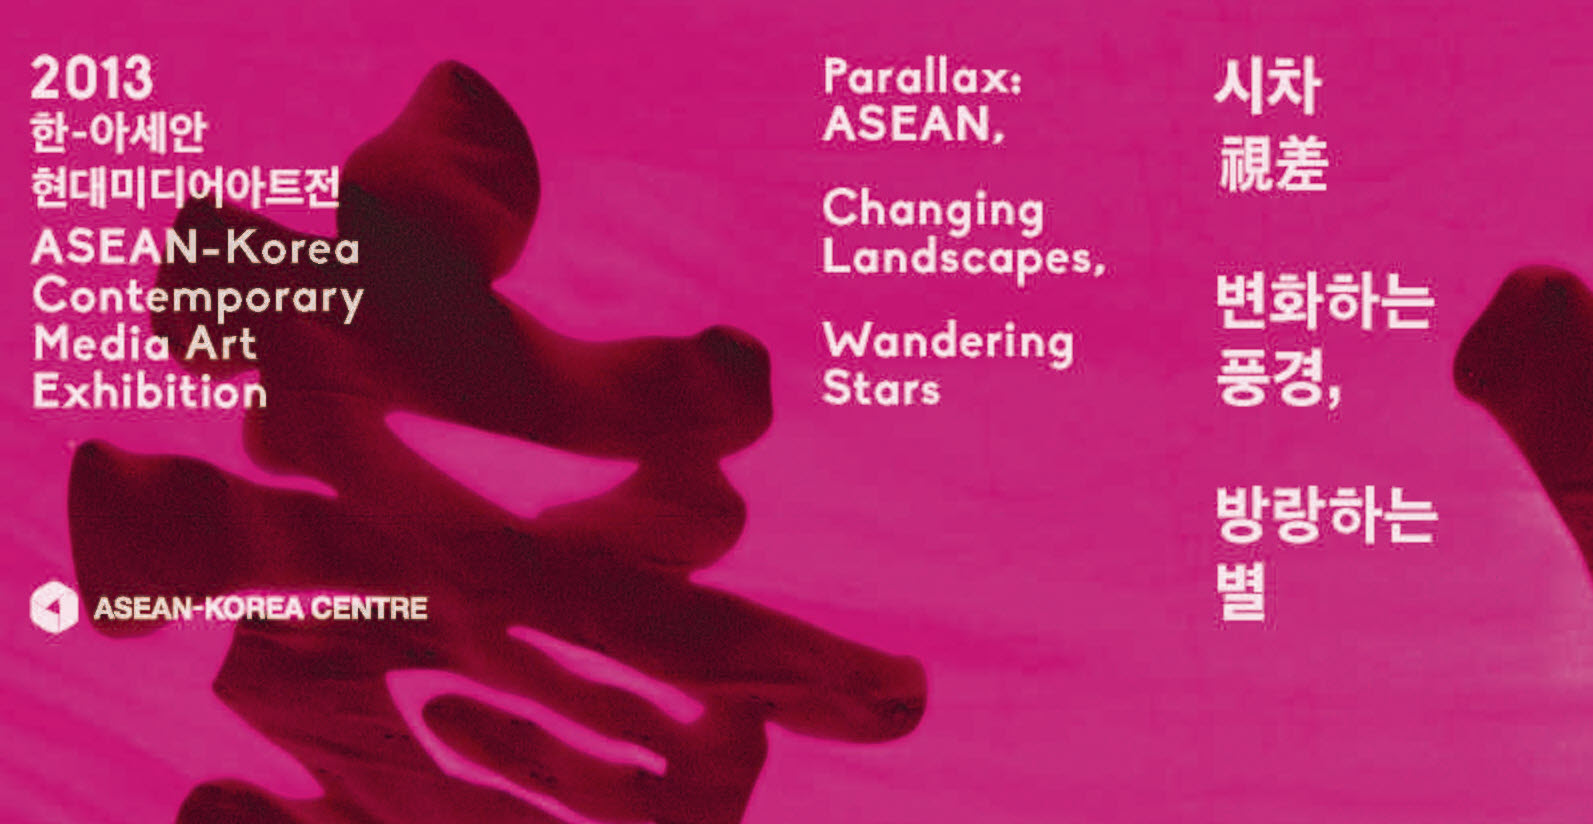 2013
한-아세안
현대미디어아트전
ASEAN-Korea
Contemporary
Media Art
Exhibition
ASEAN-KOREA CENTRE
Parallax:
ASEAN,
Changing
Landscapes,
Wandering
Stars
시차
視差
변화하는
풍경,
방랑하는
별